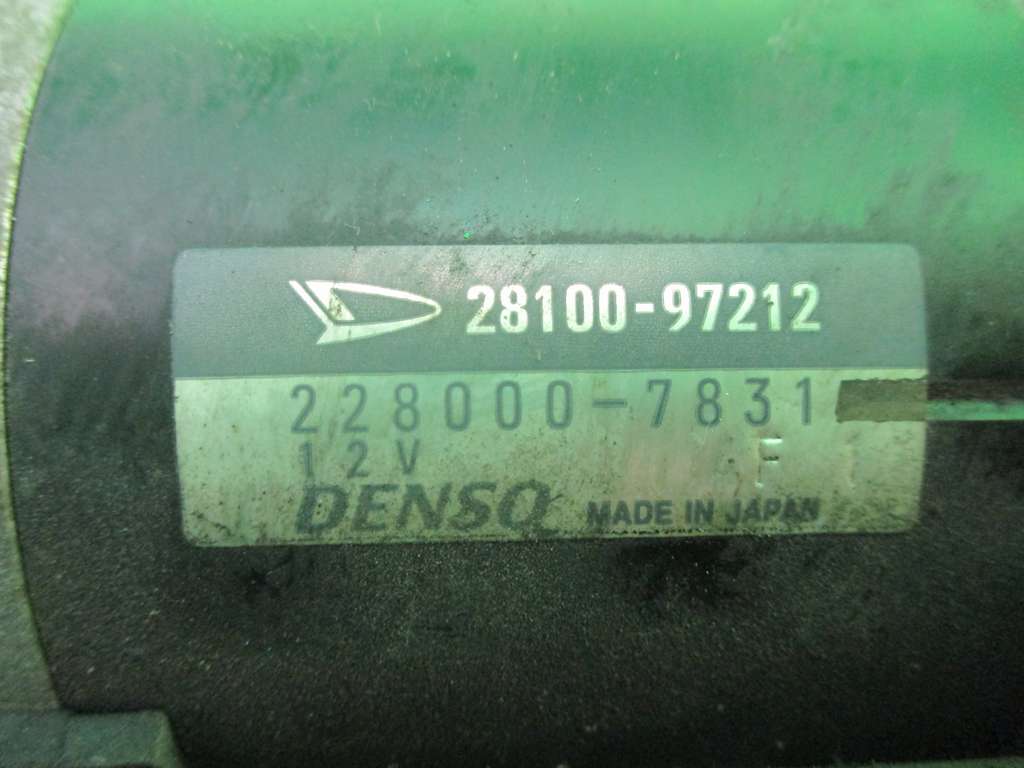 28100-97212
228000-7831
12V F
DENSO MADE IN JAPAN